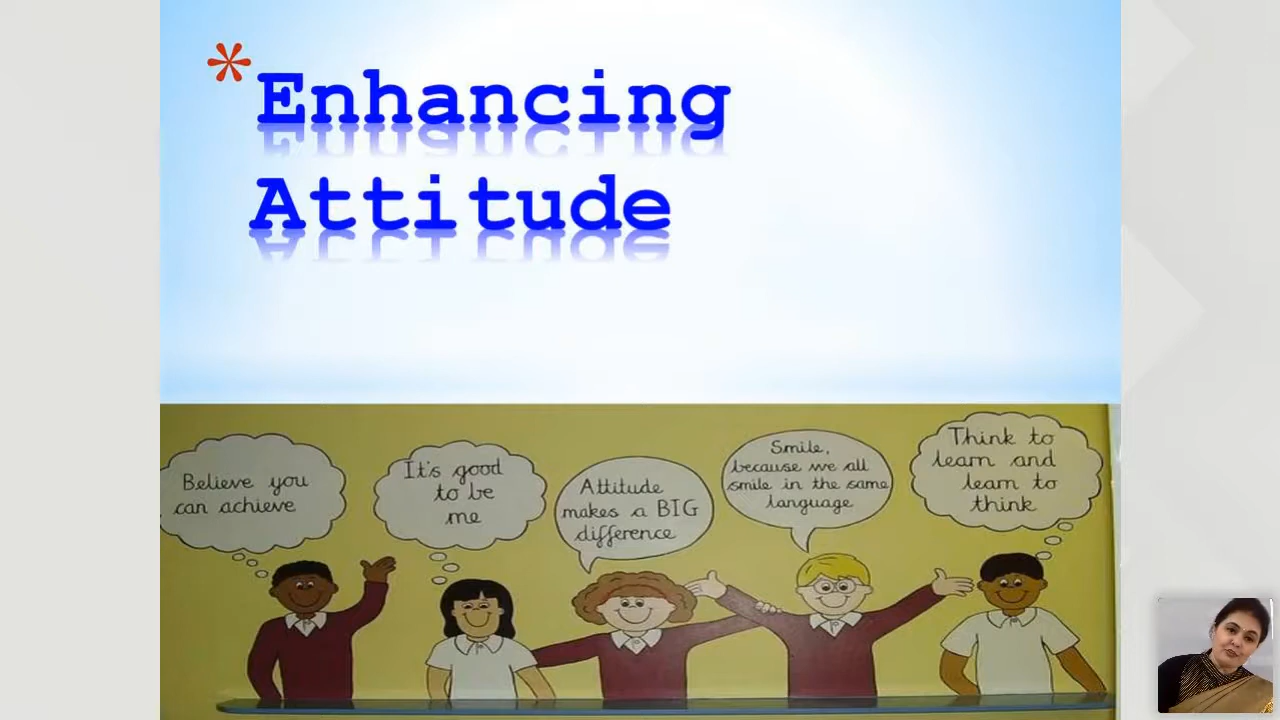 * Enhancing
Attitude
Believe you
can achieve
It's good
to be
me
Attitude
makes a BIG
difference
Smile,
because we all
smile in the same
language
Think to
learn and
learn to
think